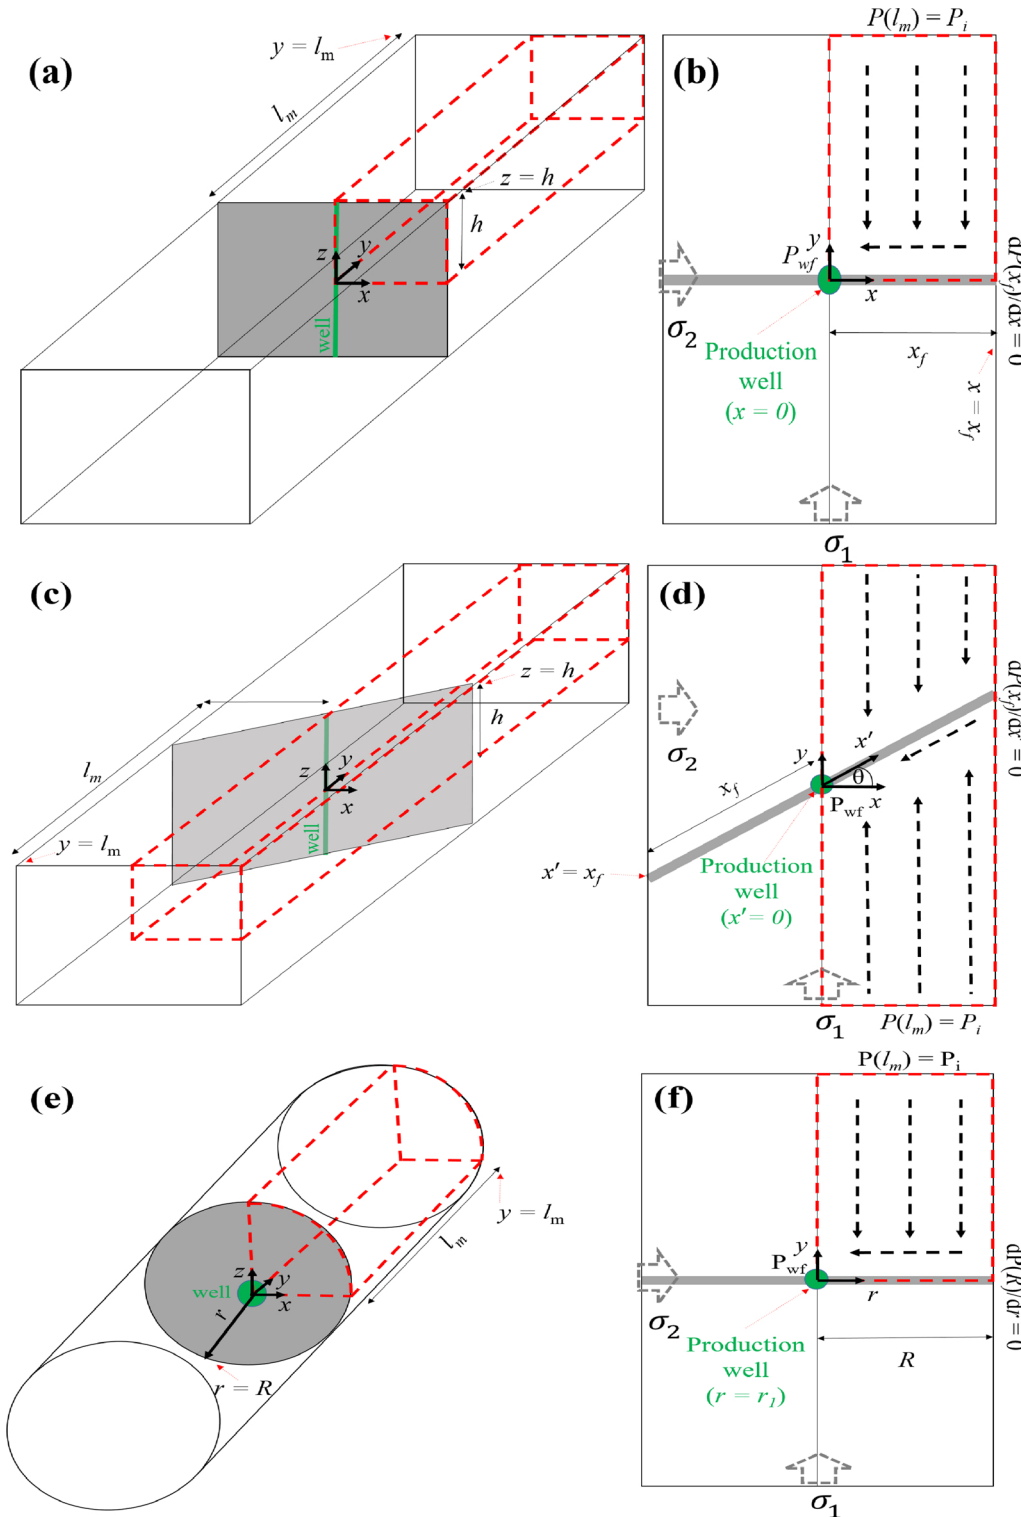 (a)
y = lm
lm
z = h
h
z
y
x
well
(b)
P(lm) = Pi
y
Pwf
x
σ2
Production
well
(x = 0)
xf
x = xf
dP(xf)/dx = 0
σ1
(c)
z = h
h
lm
z
y
x
well
y = lm
(d)
σ2
y
x′
θ
Pwf
x
xf
x′ = xf
Production
well
(x′ = 0)
dP(xf)/dx′ = 0
σ1
P(lm) = Pi
(e)
y = lm
lm
z
y
well
x
r
r = R
(f)
P(lm) = Pi
y
Pwf
r
σ2
Production
well
(r = r1)
R
dP(R)/dr = 0
σ1